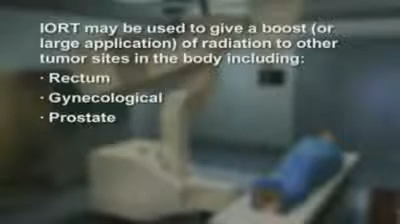 IORT may be used to give a boost (or
large application) of radiation to other
tumor sites in the body including:
· Rectum
· Gynecological
· Prostate